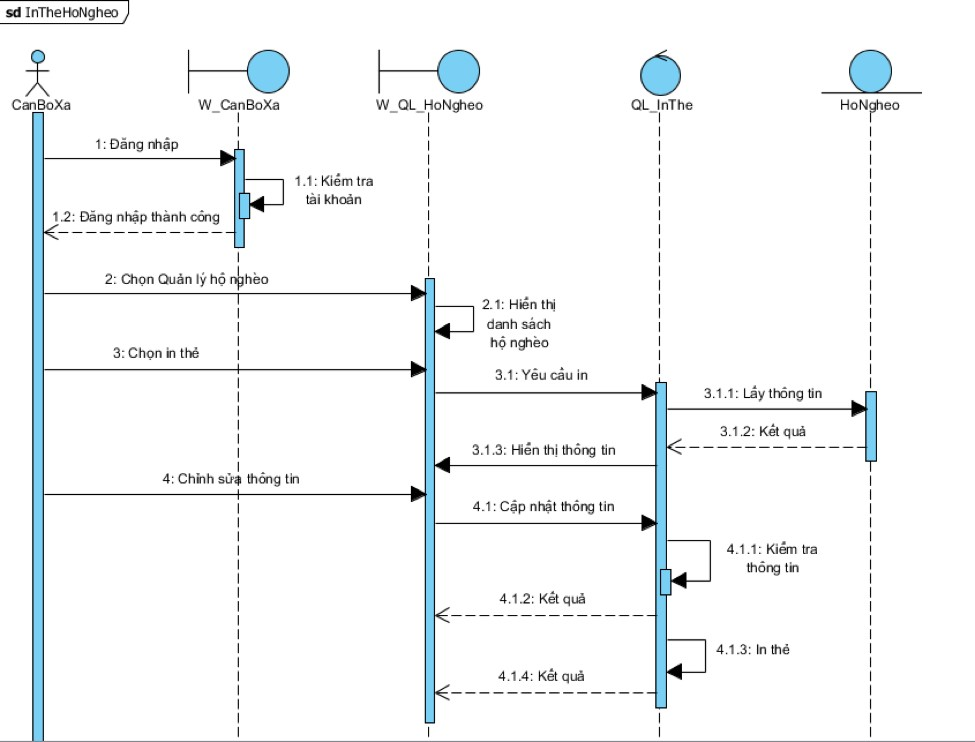 sd InTheHoNgheo
CanBoXa
W_CanBoXa
W_QL_HoNgheo
QL_InThe
HoNgheo
1: Đăng nhập
1.1: Kiểm tra
tài khoản
1.2: Đăng nhập thành công
2: Chọn Quản lý hộ nghèo
2.1: Hiển thị
danh sách
hộ nghèo
3: Chọn in thẻ
3.1: Yêu cầu in
3.1.1: Lấy thông tin
3.1.2: Kết quả
3.1.3: Hiển thị thông tin
4: Chỉnh sửa thông tin
4.1: Cập nhật thông tin
4.1.1: Kiểm tra
thông tin
4.1.2: Kết quả
4.1.3: In thẻ
4.1.4: Kết quả